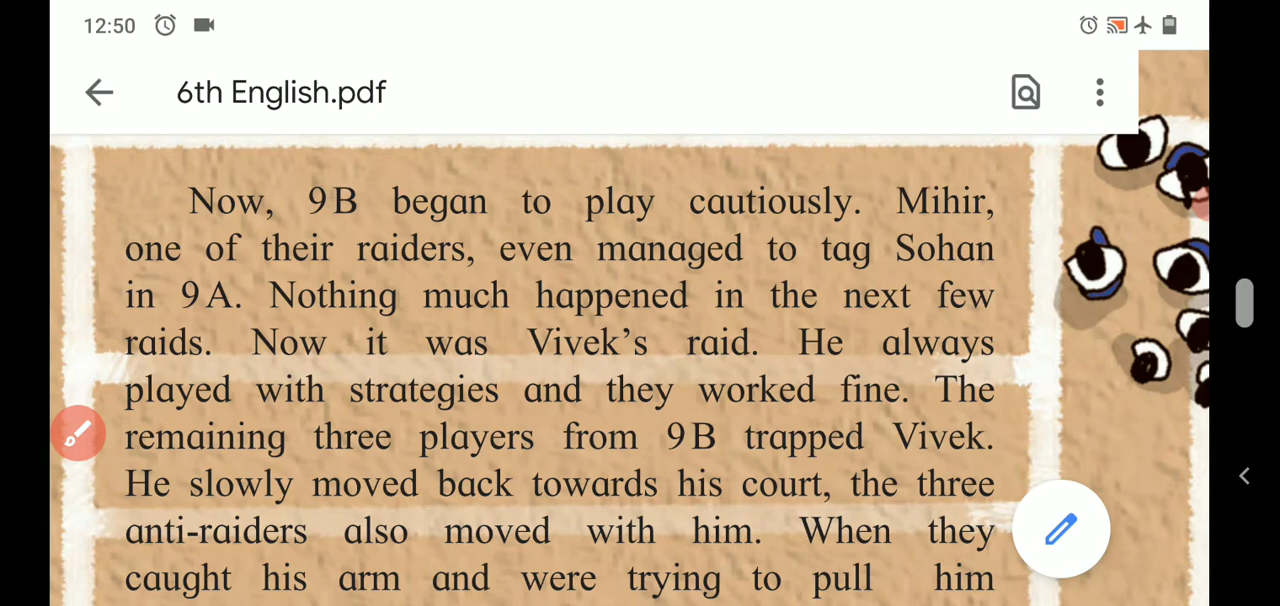 12:50
6th English.pdf
Now, 9B began to play cautiously. Mihir,
one of their raiders, even managed to tag Sohan
in 9A. Nothing much happened in the next few
raids. Now it was Vivek's raid. He always
played with strategies and they worked fine. The
remaining three players from 9B trapped Vivek.
He slowly moved back towards his court, the three
anti-raiders also moved with him. When they
caught his arm and were trying to pull him